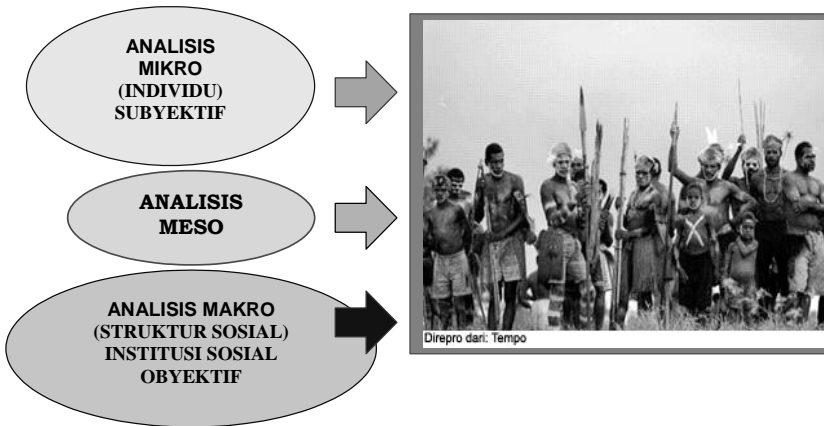 ANALISIS
MIKRO
(INDIVIDU)
SUBYEKTIF
ANALISIS
MESO
ANALISIS MAKRO
(STRUKTUR SOSIAL)
INSTITUSI SOSIAL
OBYEKTIF
Direpro dari: Tempo